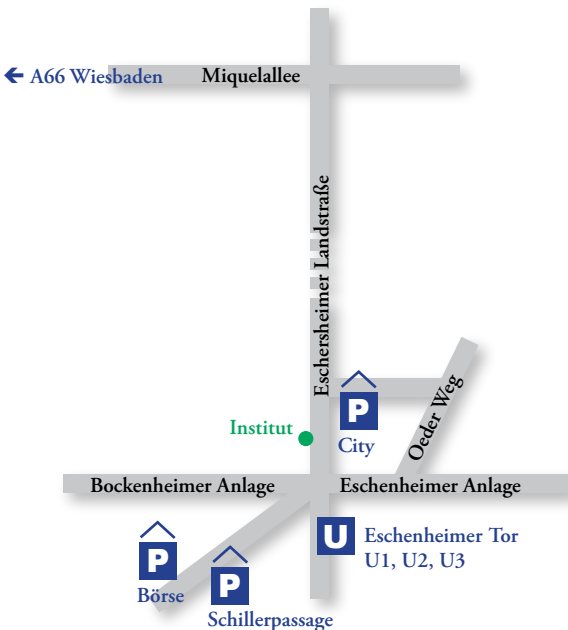 A66 Wiesbaden
Miquelallee
Eschersheimer Landstraße
P
City
Oeder Weg
Institut
Bockenheimer Anlage
Eschenheimer Anlage
U
Eschenheimer Tor
U1, U2, U3
P
Börse
P
Schillerpassage